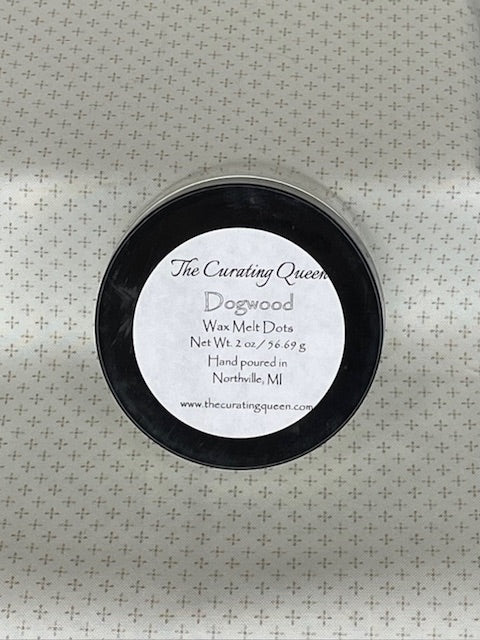 The Curating Queen
Dogwood
Wax Melt Dots
Net Wt. 2 oz / 56.69 g
Hand poured in
Northville, MI
www.thecuratingqueen.com